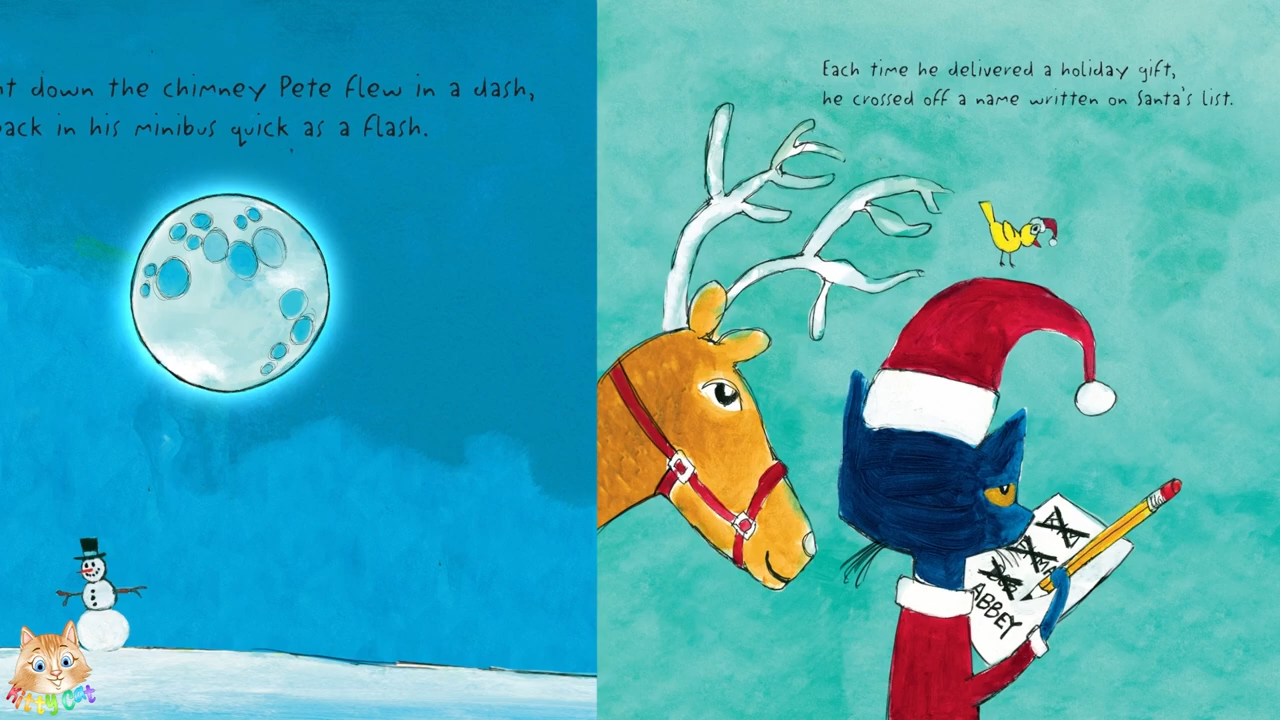 nt down the chimney Pete flew in a dash,
back in his minibus quick as a flash.
Each time he delivered a holiday gift,
he crossed off a name written on Santa's list.
ABBEY
Kitty Cat